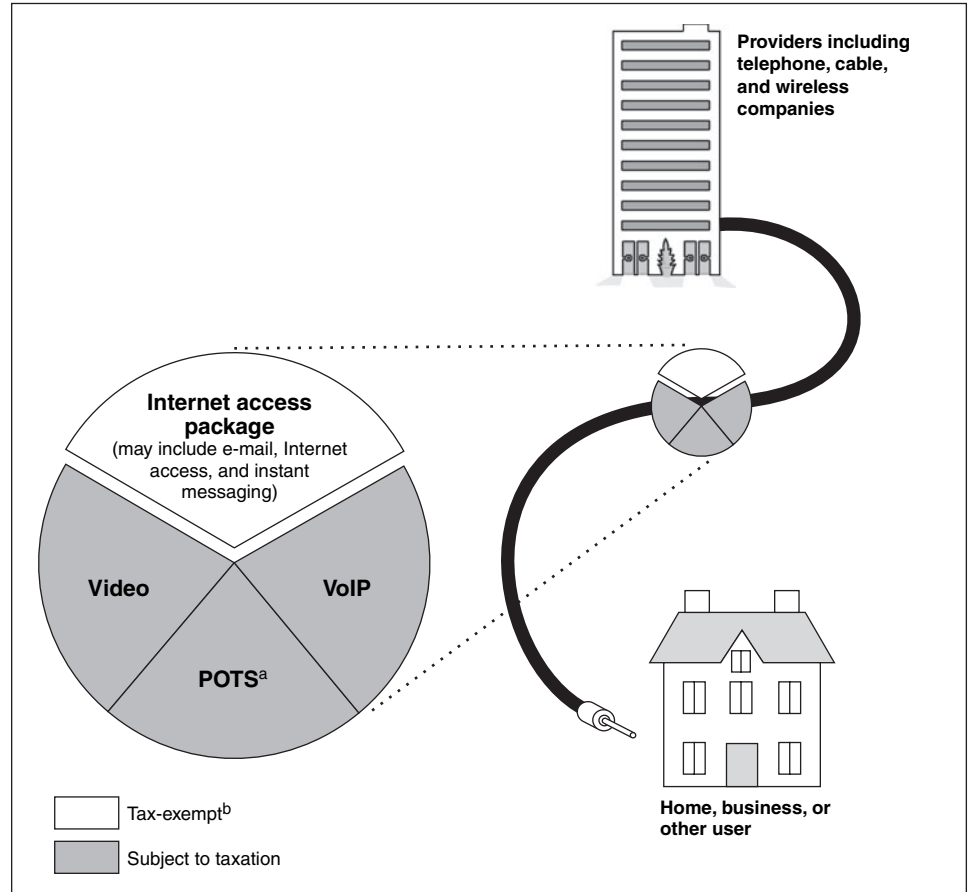 Providers including
telephone, cable,
and wireless
companies
Internet access
package
(may include e-mail, Internet
access, and instant
messaging)
Video
VoIP
POTSa
Home, business, or
other user
Tax-exemptb
Subject to taxation